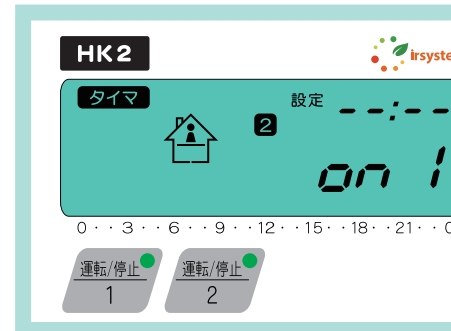 HK2
irsyste
タイマ
設定 --:--
2
on 1
0・・3・・6・・9・・12・・15・・18・・21・・0
運転/停止 運転/停止
1 2